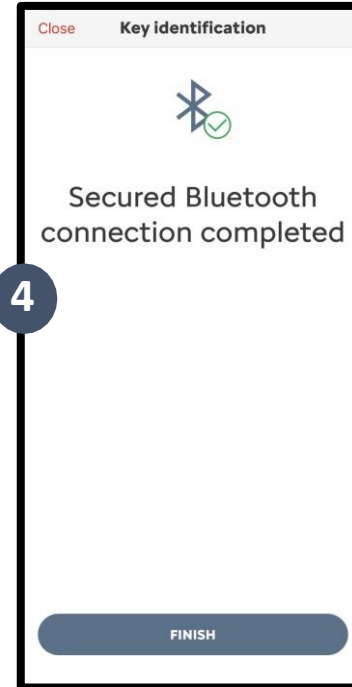 Close Key identification
Secured Bluetooth
connection completed
4
FINISH